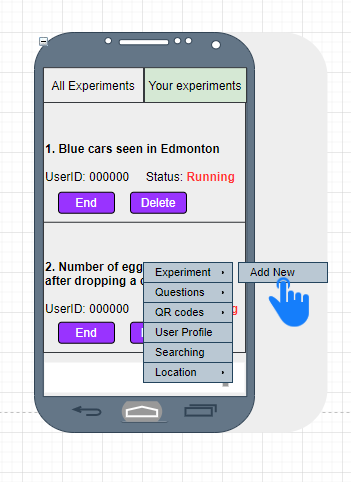 All Experiments
Your experiments
1. Blue cars seen in Edmonton
UserID: 000000 Status: Running
End
Delete
2. Number of egg
after dropping a
UserID: 000000
End
Experiment
Questions
QR codes
User Profile
Searching
Location
Add New